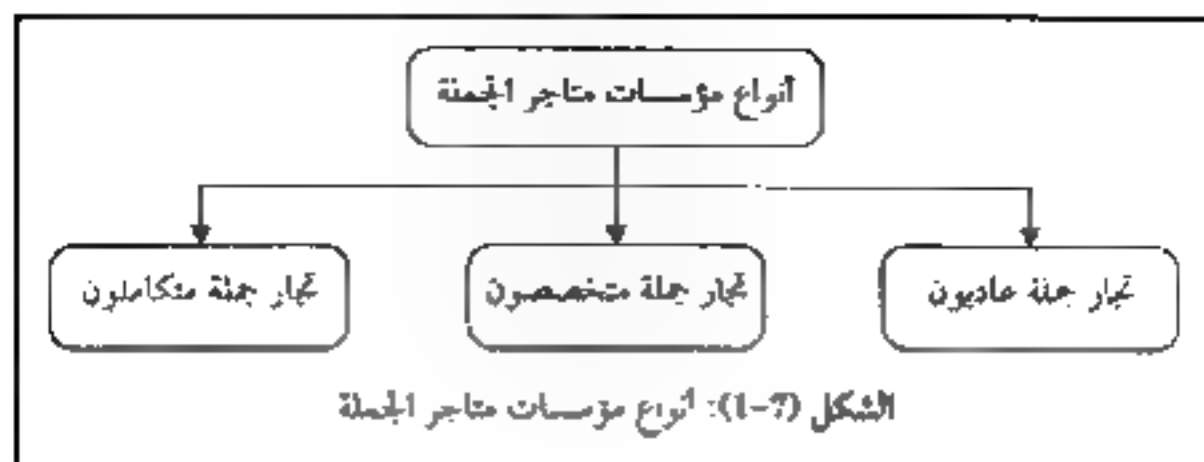 أنواع مؤسسات متاجر الجملة
تجار جملة عاديون
تجار جملة متخصصون
تجار جملة متكاملون
الشكل (7-1): أنواع مؤسسات متاجر الجملة